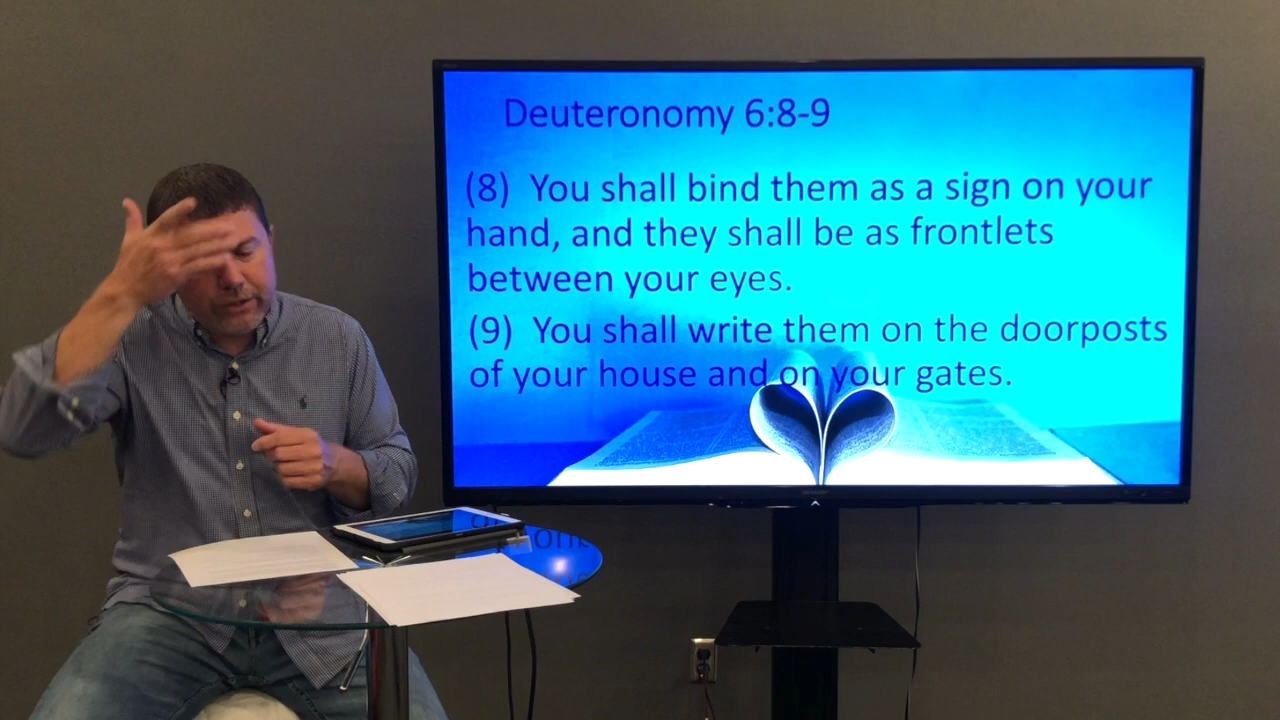 Deuteronomy 6:8-9
(8) You shall bind them as a sign on your
hand, and they shall be as frontlets
between your eyes.
(9) You shall write them on the doorposts
of your house and on your gates.